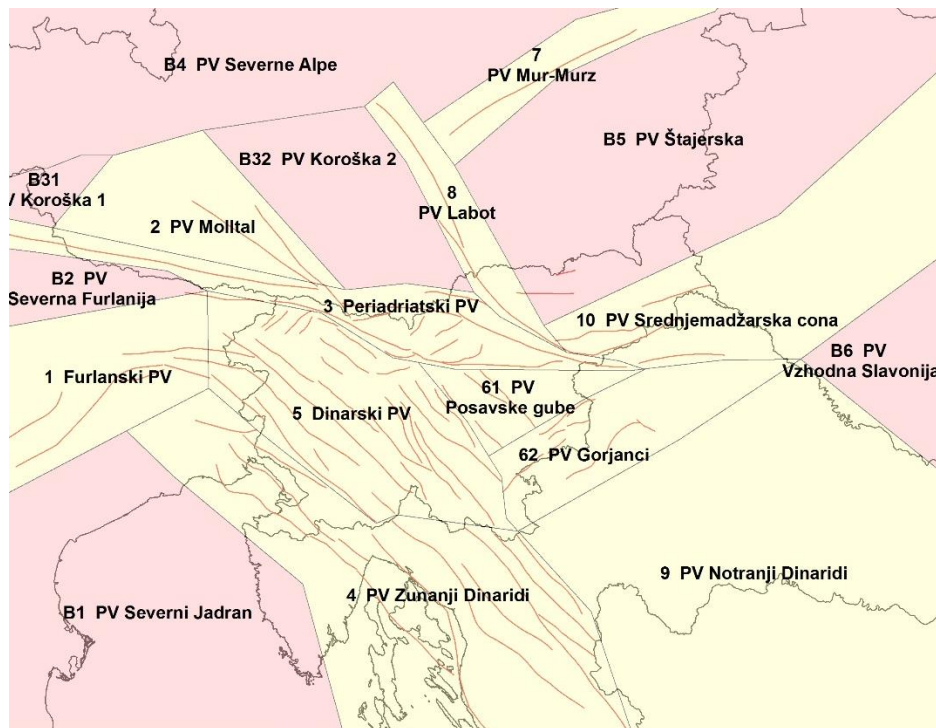 7
PV Mur-Murz
B4 PV Severne Alpe
B5 PV Štajerska
B32 PV Koroška 2
B31
V Koroška 1
8
PV Labot
2 PV Molltal
B2 PV
Severna Furlanija
3 Periadriatski PV
10 PV Srednjemadžarska cona
B6 PV
Vzhodna Slavonija
1 Furlanski PV
61 PV
Posavske gube
5 Dinarski PV
62 PV Gorjanci
9 PV Notranji Dinaridi
4 PV Zunanji Dinaridi
B1 PV Severni Jadran